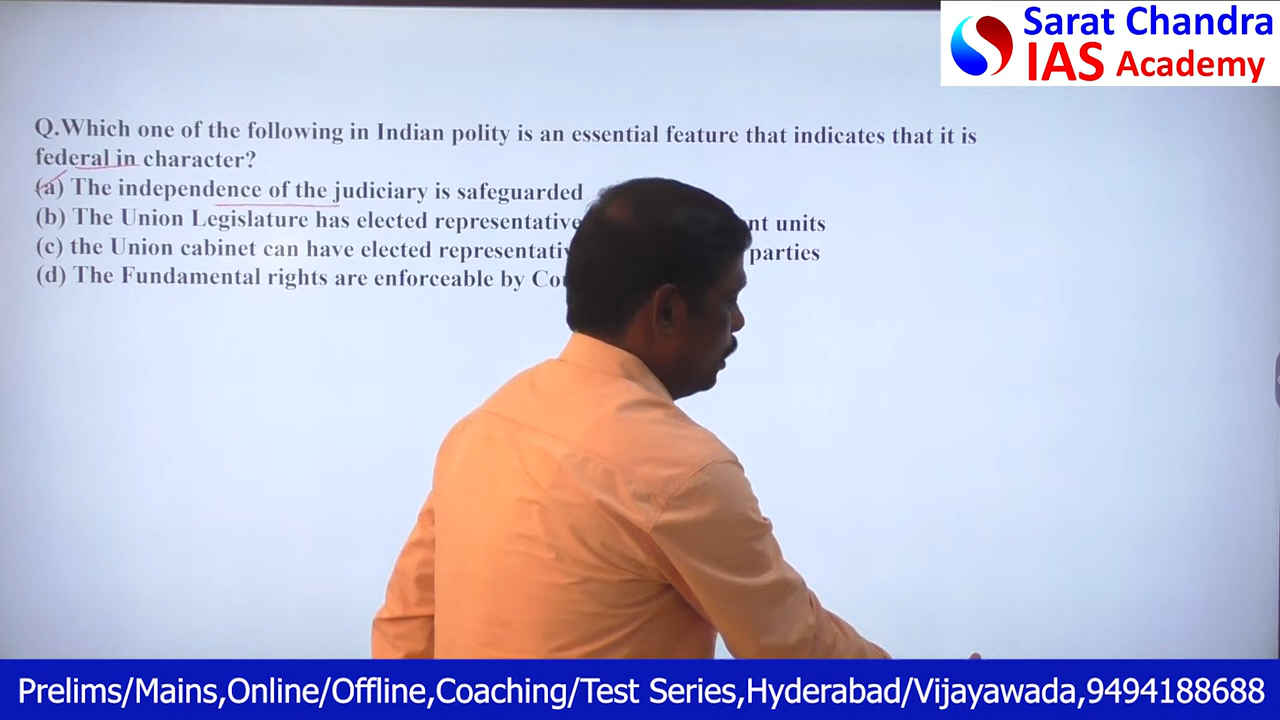 Sarat Chandra
IAS Academy
Q.Which one of the following in Indian polity is an essential feature that indicates that it is
federal in character?
(a) The independence of the judiciary is safeguarded
(b) The Union Legislature has elected representative units
(c) the Union cabinet can have elected parties
(d) The Fundamental rights are enforceable by
Prelims/Mains,Online/Offline,Coaching/Test Series,Hyderabad/Vijayawada,9494188688